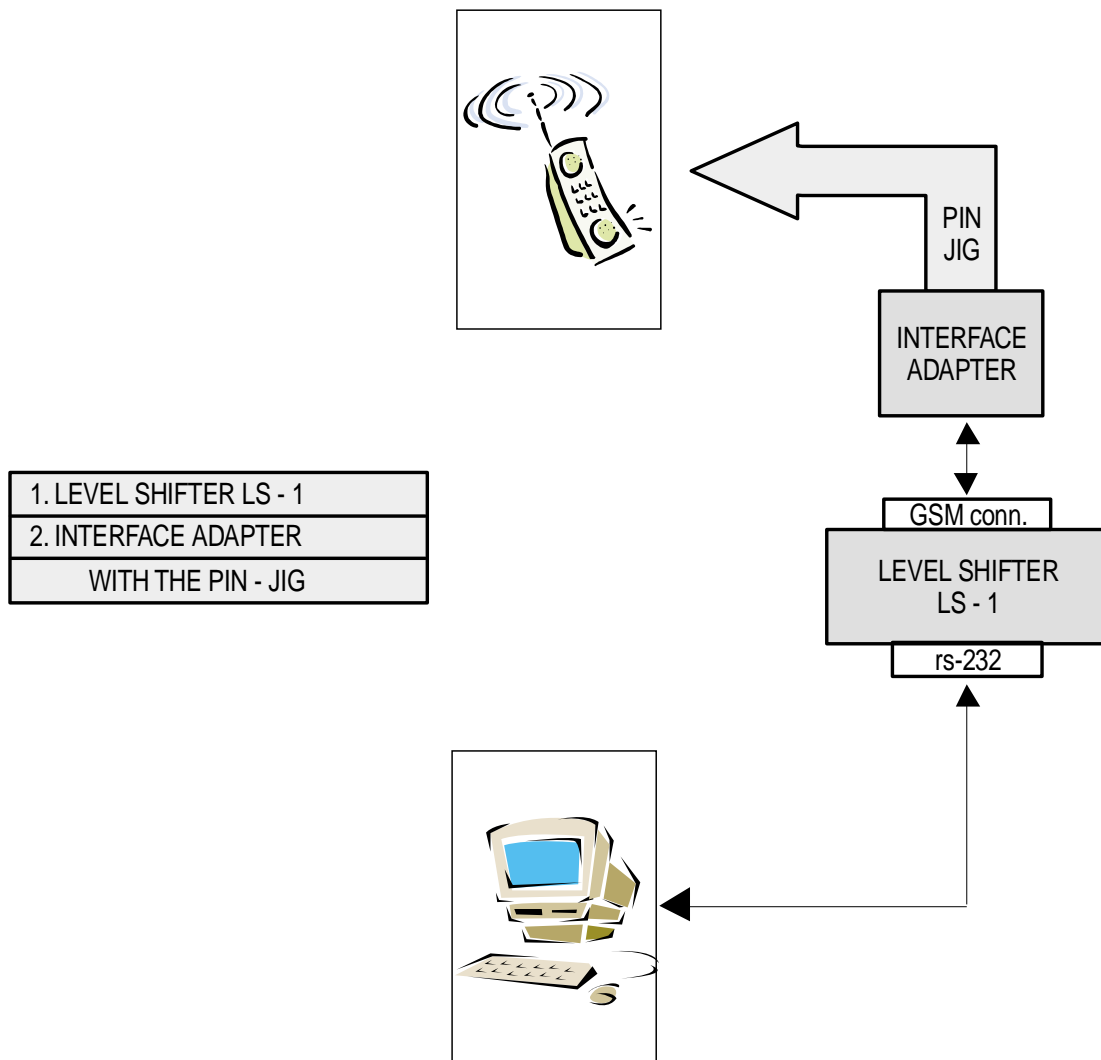 PIN
JIG
INTERFACE
ADAPTER
1. LEVEL SHIFTER LS - 1
2. INTERFACE ADAPTER
WITH THE PIN - JIG
GSM conn.
LEVEL SHIFTER
LS - 1
rs-232